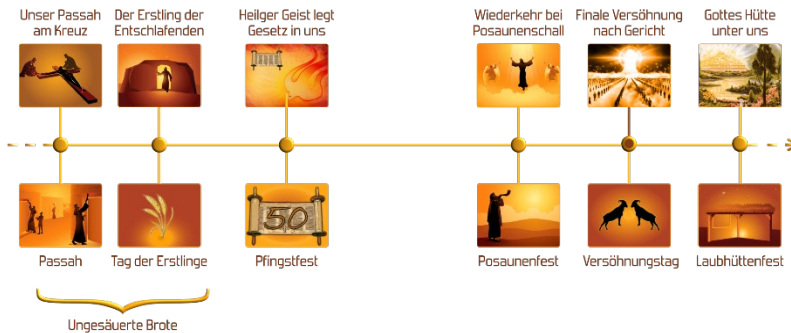 Unser Passah
am Kreuz
Der Erstling der
Entschlafenden
Heilger Geist legt
Gesetz in uns
Wiederkehr bei
Posaunenschall
Finale Versöhnung
nach Gericht
Gottes Hütte
unter uns
50
Passah
Tag der Erstlinge
Pfingstfest
Posaunenfest
Versöhnungstag
Laubhüttenfest
Ungesäuerte Brote